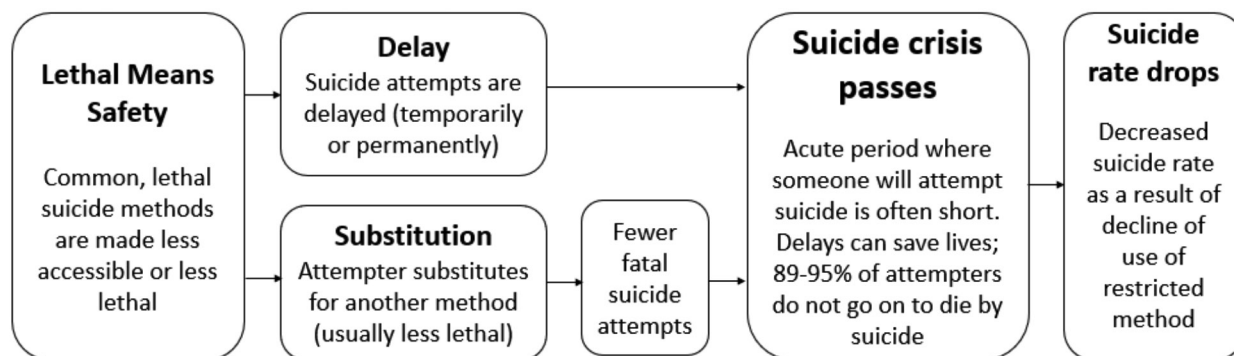 Lethal Means
Safety
Common, lethal
suicide methods
are made less
accessible or less
lethal
Delay
Suicide attempts are
delayed (temporarily
or permanently)
Substitution
Attempter substitutes
for another method
(usually less lethal)
Fewer
fatal
suicide
attempts
Suicide crisis
passes
Acute period where
someone will attempt
suicide is often short.
Delays can save lives;
89-95% of attempters
do not go on to die by
suicide
Suicide
rate drops
Decreased
suicide rate
as a result of
decline of
use of
restricted
method